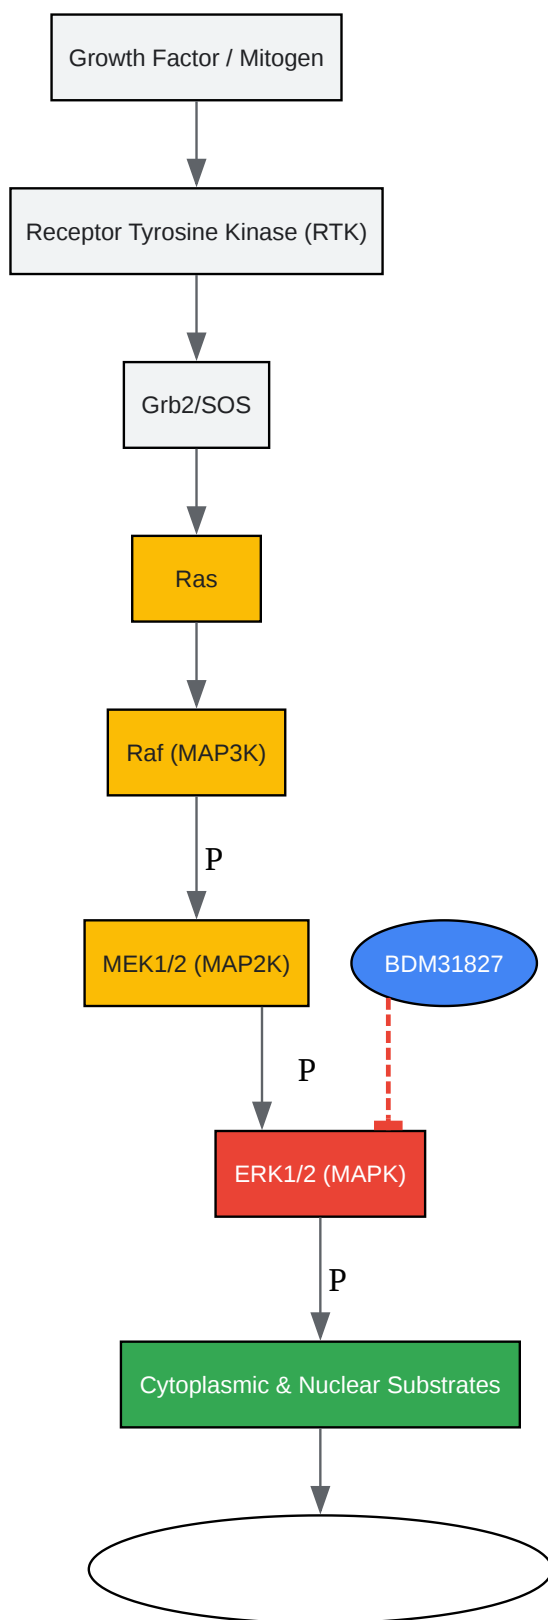 Growth Factor / Mitogen
Receptor Tyrosine Kinase (RTK)
Grb2/SOS
Ras
Raf (MAP3K)
P
MEK1/2 (MAP2K)
BDM31827
P
ERK1/2 (MAPK)
P
Cytoplasmic & Nuclear Substrates